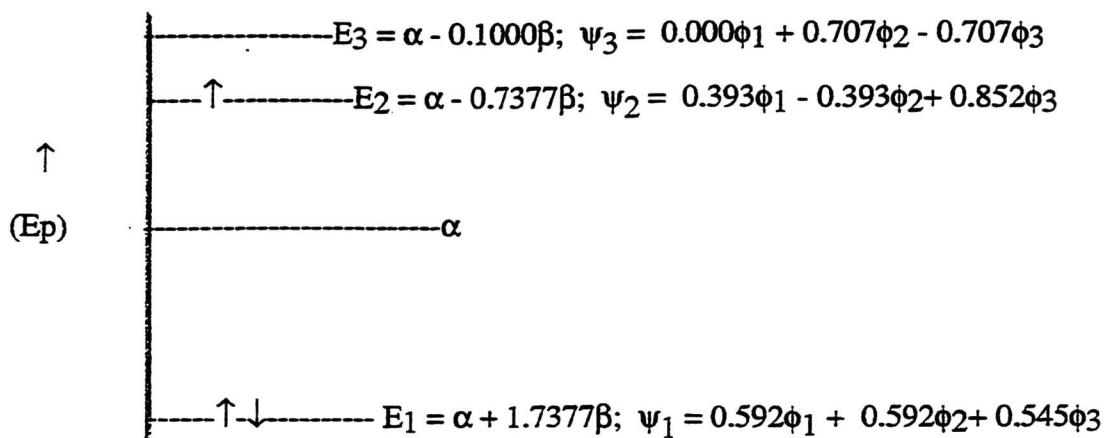 E3 = α - 0.1000β; ψ3 = 0.000ϕ1 + 0.707ϕ2 - 0.707ϕ3
↑ E2 = α - 0.7377β; ψ2 = 0.393ϕ1 - 0.393ϕ2+ 0.852ϕ3
↑
(Ep) α
↑↓ E1 = α + 1.7377β; ψ1 = 0.592ϕ1 + 0.592ϕ2+ 0.545ϕ3